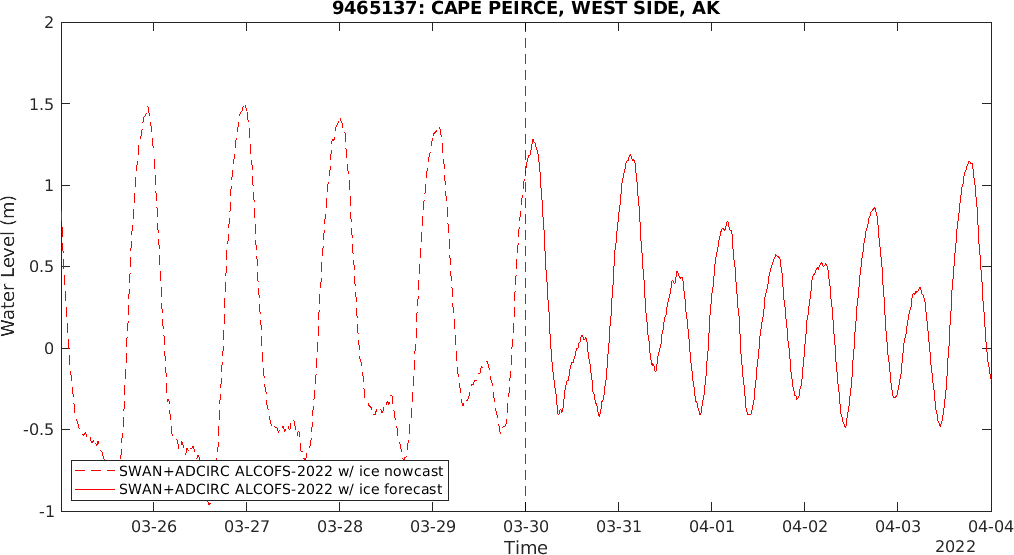 9465137: CAPE PEIRCE, WEST SIDE, AK
2
1.5
1
0.5
0
-0.5
-1
Water Level (m)
SWAN+ADCIRC ALCOFS-2022 w/ ice nowcast
SWAN+ADCIRC ALCOFS-2022 w/ ice forecast
03-26 03-27 03-28 03-29 03-30 03-31 04-01 04-02 04-03 04-04
Time
2022